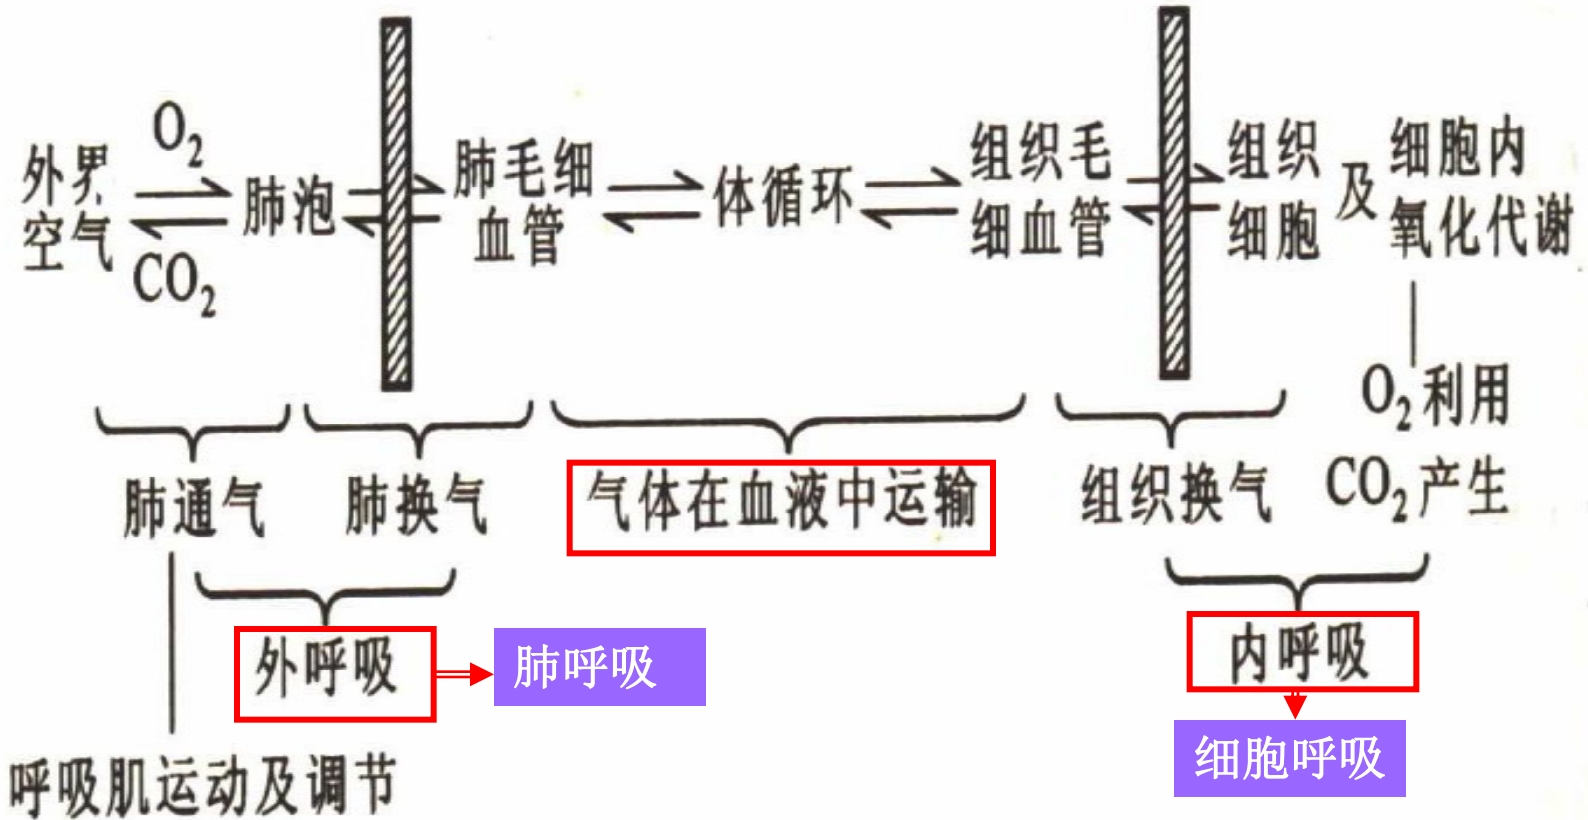 O₂
外界
空气
CO₂
肺泡
肺毛细
血管
体循环
组织毛
细血管
组织
细胞
及
细胞内
氧化代谢
O₂利用
CO₂产生
肺通气
肺换气
气体在血液中运输
组织换气
外呼吸
肺呼吸
内呼吸
细胞呼吸
呼吸肌运动及调节